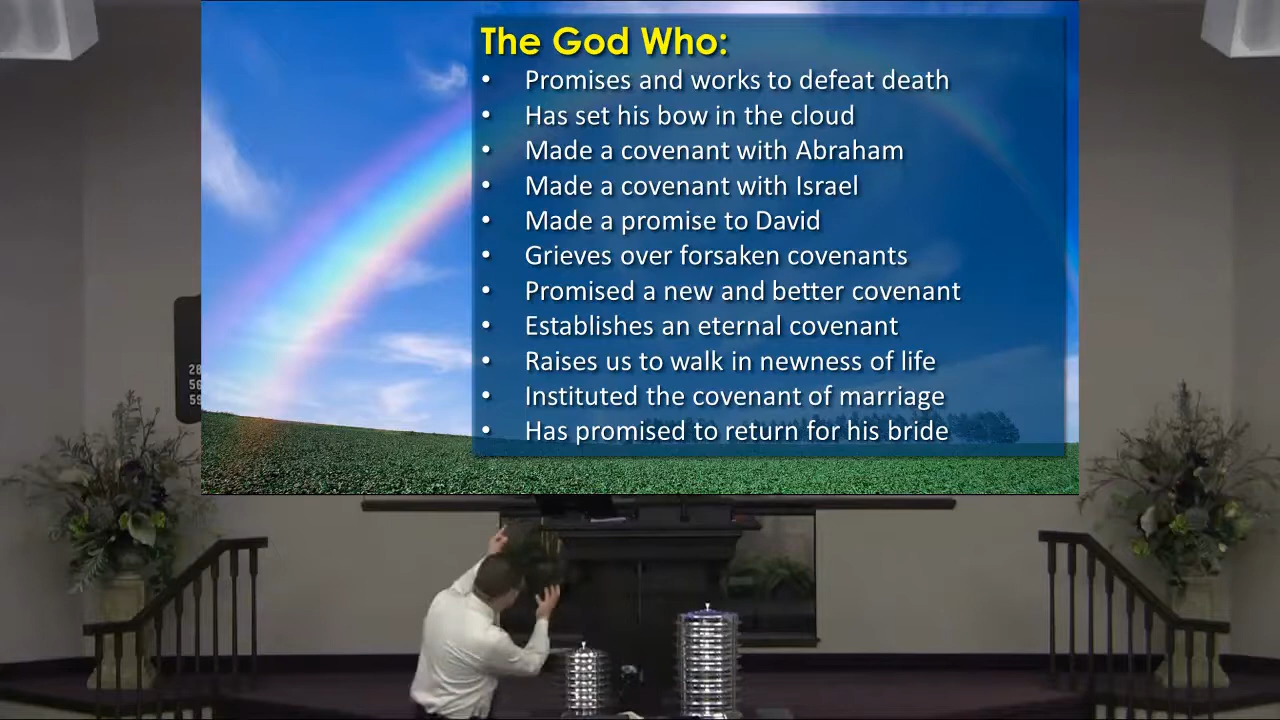 The God Who:
• Promises and works to defeat death
• Has set his bow in the cloud
• Made a covenant with Abraham
• Made a covenant with Israel
• Made a promise to David
• Grieves over forsaken covenants
• Promised a new and better covenant
• Establishes an eternal covenant
• Raises us to walk in newness of life
• Instituted the covenant of marriage
• Has promised to return for his bride
28
56
59